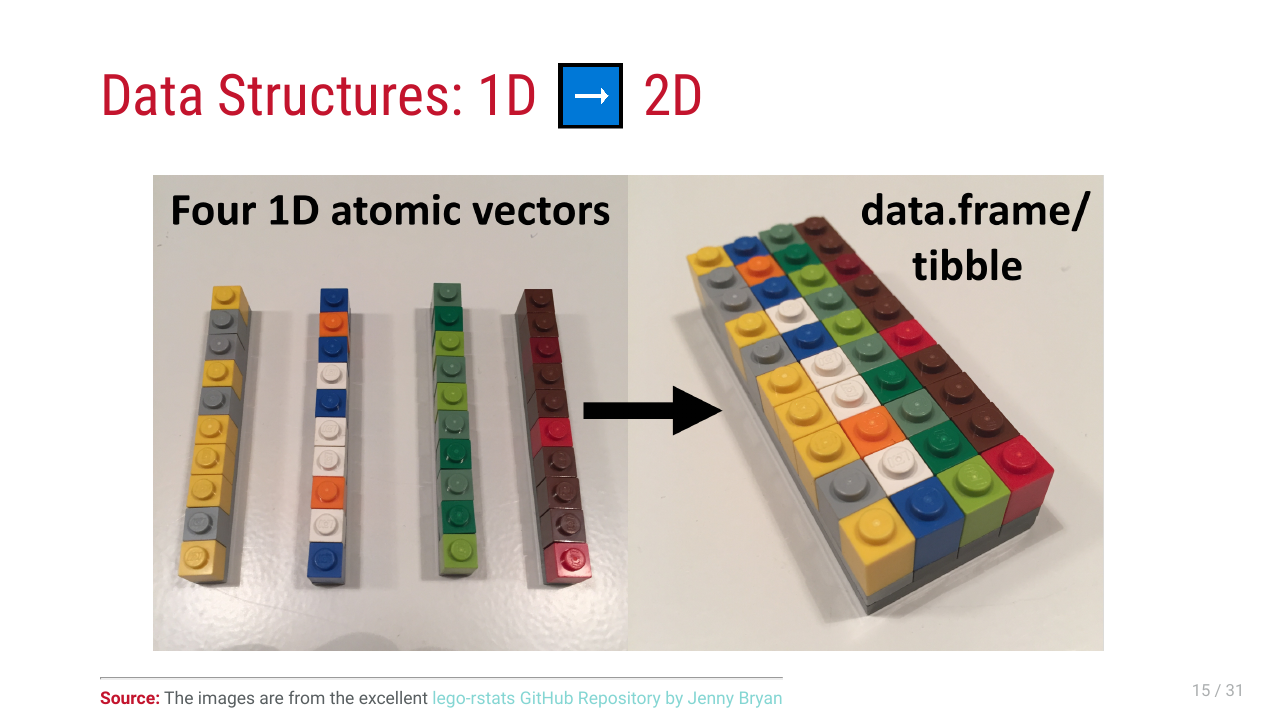 Data Structures: 1D → 2D
Four 1D atomic vectors
data.frame/
tibble
Source: The images are from the excellent lego-rstats GitHub Repository by Jenny Bryan
15 / 31